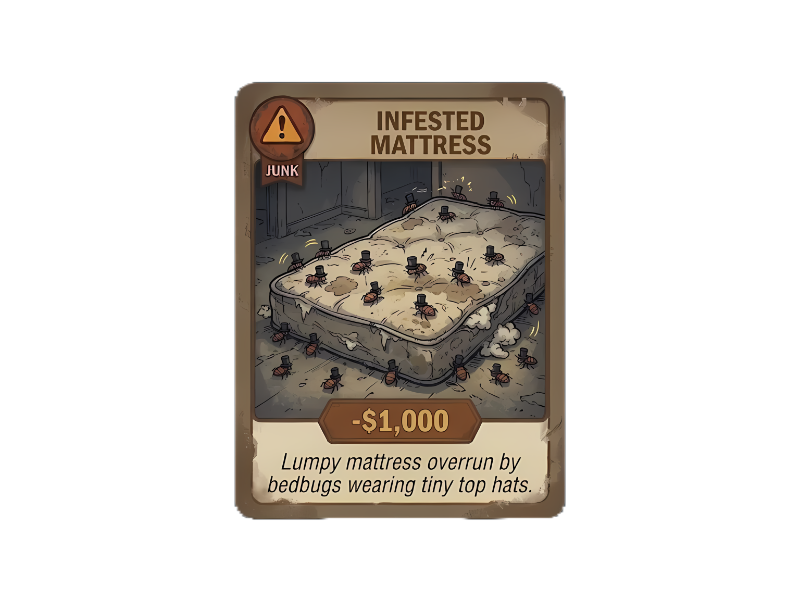 INFESTED
MATTRESS
JUNK
-$1,000
Lumpy mattress overrun by
bedbugs wearing tiny top hats.